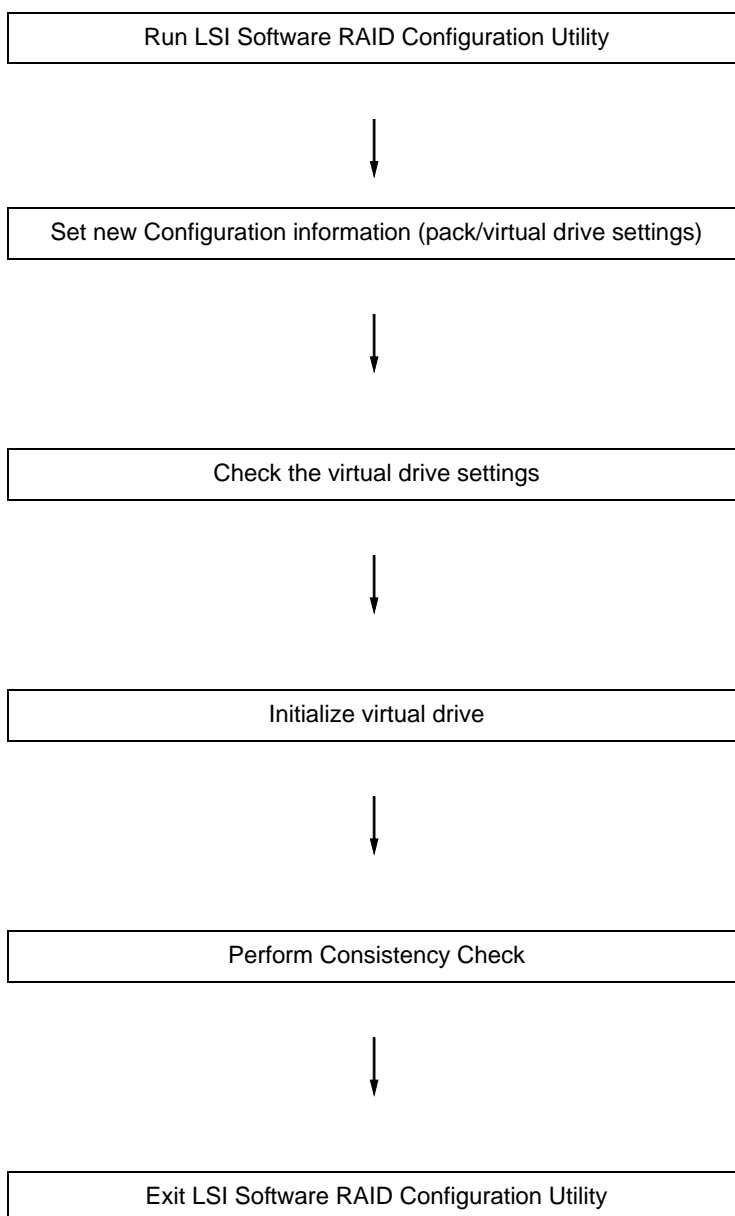 Run LSI Software RAID Configuration Utility
Set new Configuration information (pack/virtual drive settings)
Check the virtual drive settings
Initialize virtual drive
Perform Consistency Check
Exit LSI Software RAID Configuration Utility